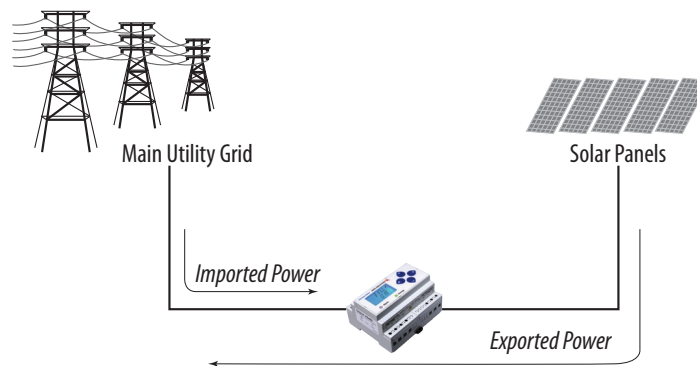 Main Utility Grid
Solar Panels
Imported Power
Exported Power